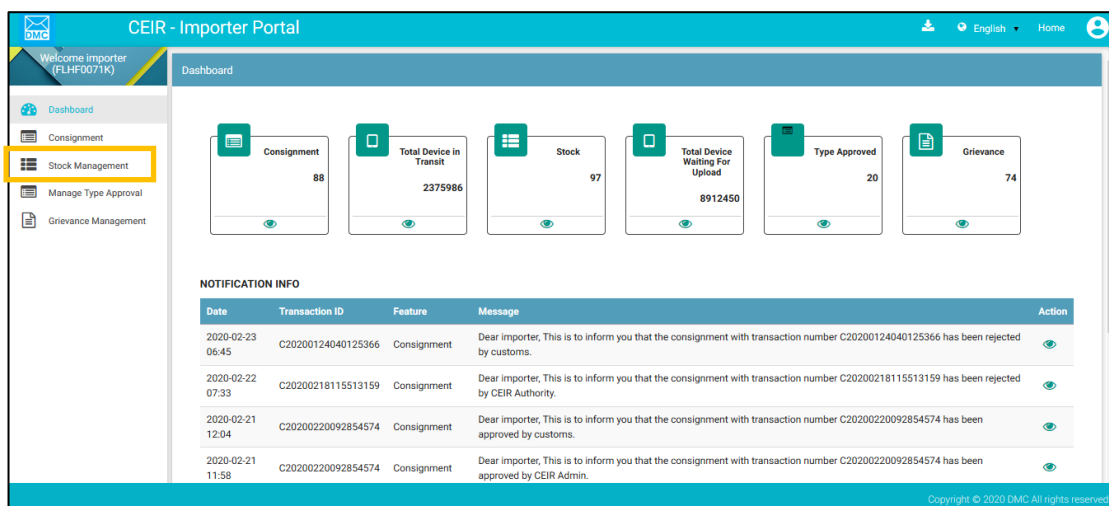 DMC
CEIR - Importer Portal
English
Home
Welcome importer
(FLHF0071K)
Dashboard
Dashboard
Consignment
Stock Management
Manage Type Approval
Grievance Management
Consignment
88
Total Device in
Transit
2375986
Stock
97
Total Device
Waiting For
Upload
8912450
Type Approved
20
Grievance
74
NOTIFICATION INFO
Date Transaction ID Feature Message Action
2020-02-23
06:45
C20200124040125366 Consignment
Dear importer, This is to inform you that the consignment with transaction number C20200124040125366 has been rejected
by customs.
2020-02-22
07:33
C20200218115513159 Consignment
Dear importer, This is to inform you that the consignment with transaction number C20200218115513159 has been rejected
by CEIR Authority.
2020-02-21
12:04
C20200220092854574 Consignment
Dear importer, This is to inform you that the consignment with transaction number C20200220092854574 has been
approved by customs.
2020-02-21
11:58
C20200220092854574 Consignment
Dear importer, This is to inform you that the consignment with transaction number C20200220092854574 has been
approved by CEIR Admin.
Copyright © 2020 DMC All rights reserved